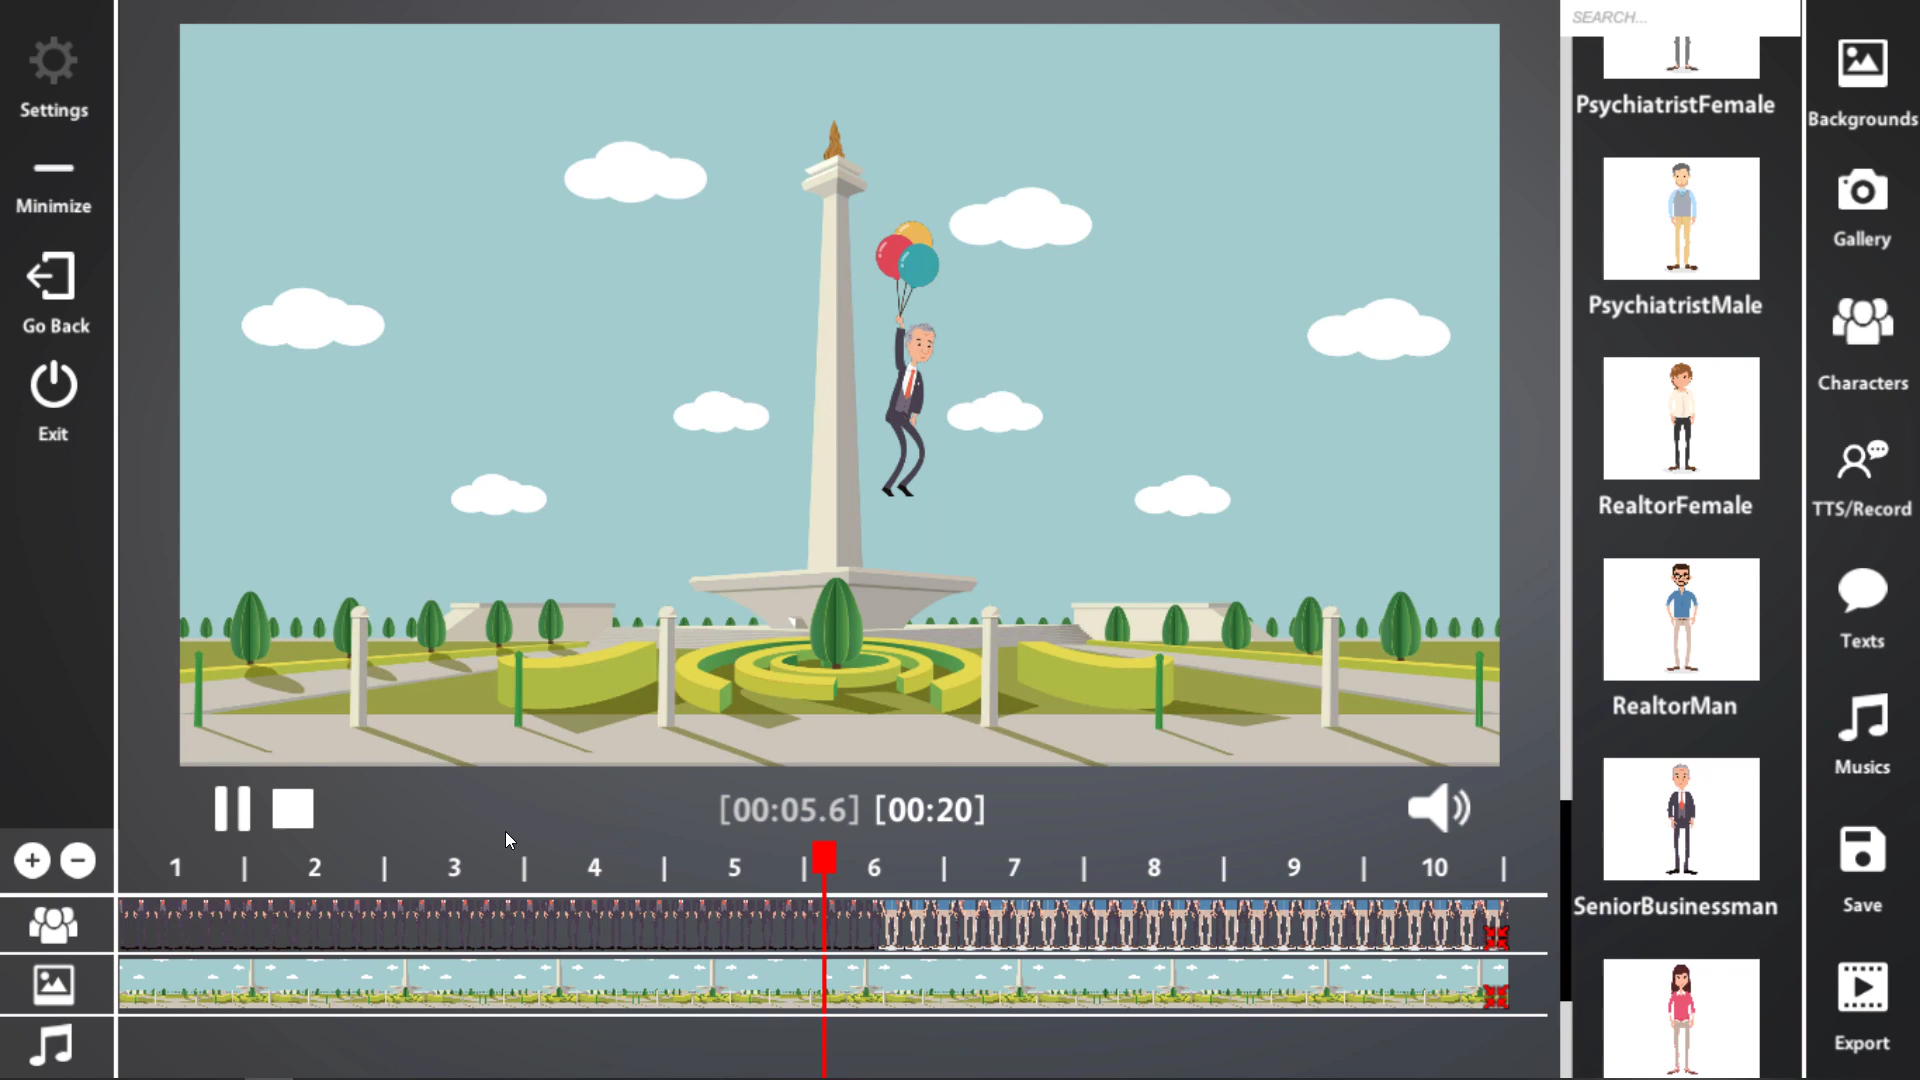 Settings
Minimize
Go Back
Exit
SEARCH...
PsychiatristFemale
PsychiatristMale
RealtorFemale
RealtorMan
SeniorBusinessman
Backgrounds
Gallery
Characters
TTS/Record
Texts
Musics
Save
Export
[00:05.6] [00:20]
1 | 2 | 3 | 4 | 5 | 6 | 7 | 8 | 9 | 10 |